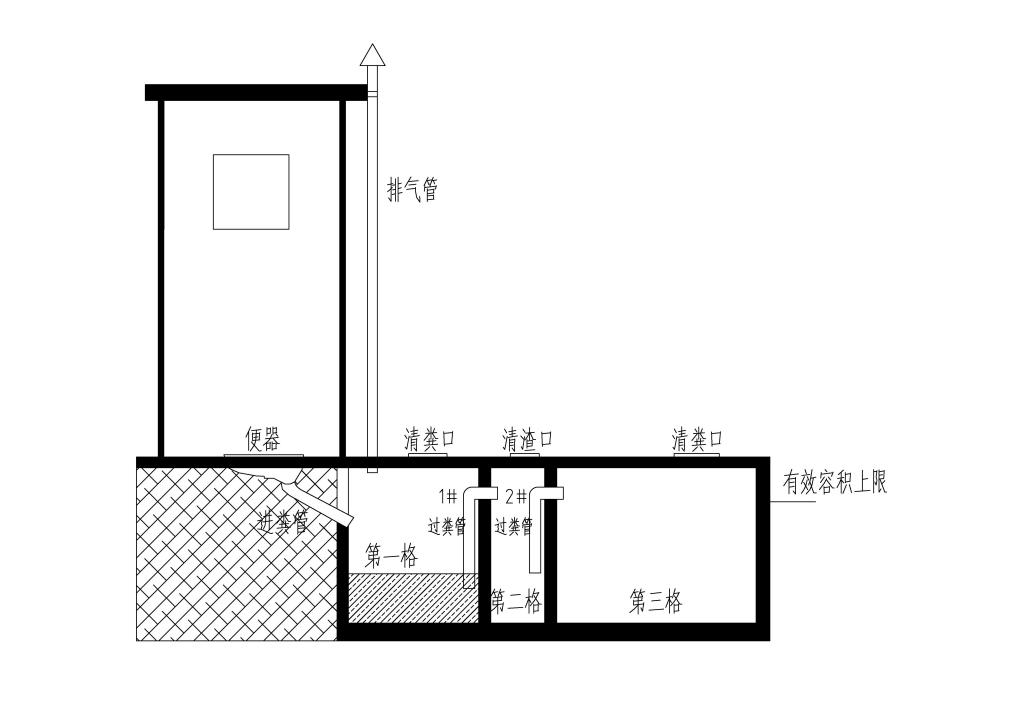 排气管
便器
清粪口
清渣口
清粪口
有效容积上限
进粪管
1#
过粪管
2#
过粪管
第一格
第二格
第三格